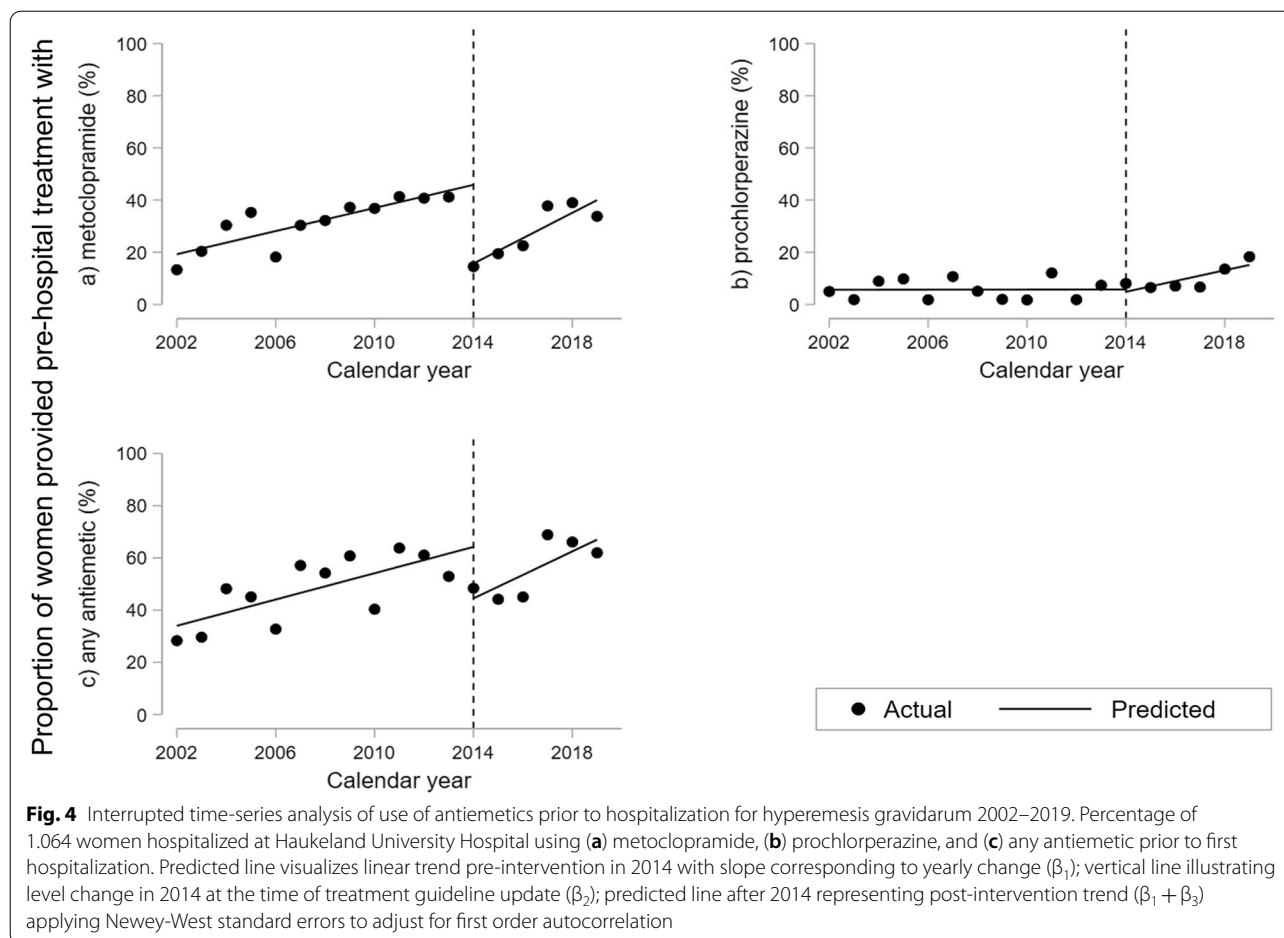 Proportion of women provided pre-hospital treatment with
a) metoclopramide (%)
100
80
60
40
20
0
2002 2006 2010 2014 2018
Calendar year
b) prochlorperazine (%)
100
80
60
40
20
0
2002 2006 2010 2014 2018
Calendar year
c) any antiemetic (%)
100
80
60
40
20
0
2002 2006 2010 2014 2018
Calendar year
Actual Predicted
Fig. 4 Interrupted time-series analysis of use of antiemetics prior to hospitalization for hyperemesis gravidarum 2002–2019. Percentage of
1.064 women hospitalized at Haukeland University Hospital using (a) metoclopramide, (b) prochlorperazine, and (c) any antiemetic prior to first
hospitalization. Predicted line visualizes linear trend pre-intervention in 2014 with slope corresponding to yearly change (β₁); vertical line illustrating
level change in 2014 at the time of treatment guideline update (β₂); predicted line after 2014 representing post-intervention trend (β₁ + β₃)
applying Newey-West standard errors to adjust for first order autocorrelation